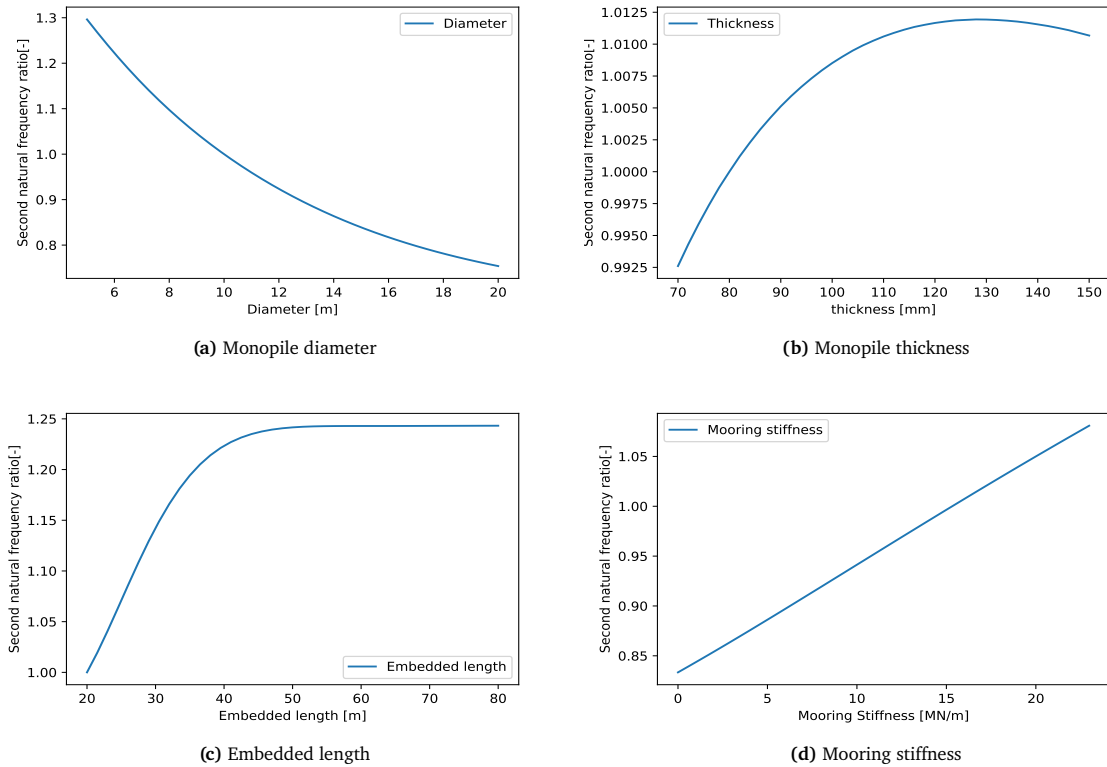 1.3
1.2
1.1
1.0
0.9
0.8
Second natural frequency ratio[-]
Diameter
6 8 10 12 14 16 18 20
Diameter [m]
(a) Monopile diameter
1.0125
1.0100
1.0075
1.0050
1.0025
1.0000
0.9975
0.9950
0.9925
Second natural frequency ratio[-]
Thickness
70 80 90 100 110 120 130 140 150
thickness [mm]
(b) Monopile thickness
1.25
1.20
1.15
1.10
1.05
1.00
Second natural frequency ratio[-]
Embedded length
20 30 40 50 60 70 80
Embedded length [m]
(c) Embedded length
1.05
1.00
0.95
0.90
0.85
Second natural frequency ratio[-]
Mooring stiffness
0 5 10 15 20
Mooring Stiffness [MN/m]
(d) Mooring stiffness